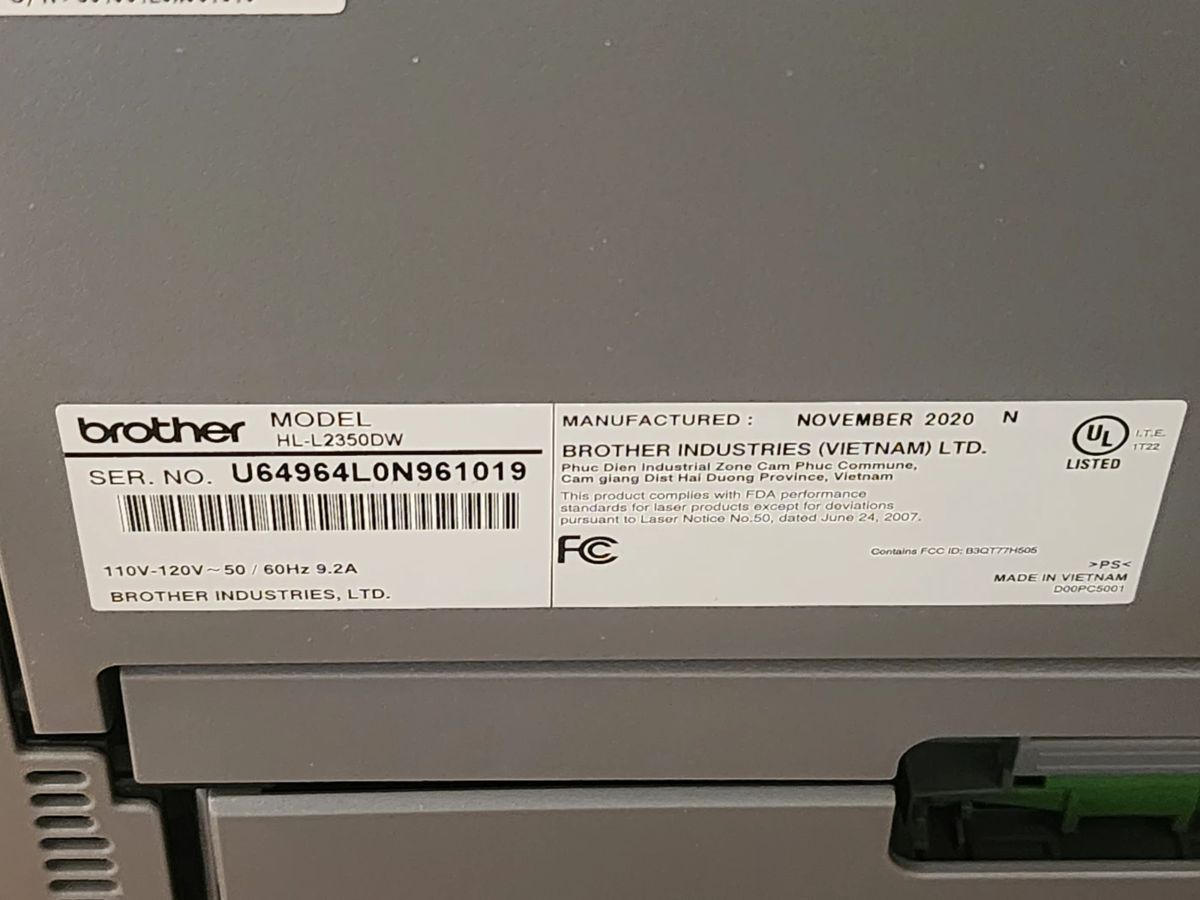 brother MODEL
HL-L2350DW
SER. NO. U64964L0N961019
110V-120V~50 / 60Hz 9.2A
BROTHER INDUSTRIES, LTD.
MANUFACTURED : NOVEMBER 2020 N
BROTHER INDUSTRIES (VIETNAM) LTD.
Phuc Dien Industrial Zone Cam Phuc Commune,
Cam giang Dist Hai Duong Province, Vietnam
This product complies with FDA performance
standards for laser products except for deviations
pursuant to Laser Notice No.50, dated June 24, 2007.
FC
Contains FCC ID: B3QT77H505
>PS<
MADE IN VIETNAM
D00PC5001
UL
LISTED
I.T.E.
1T22